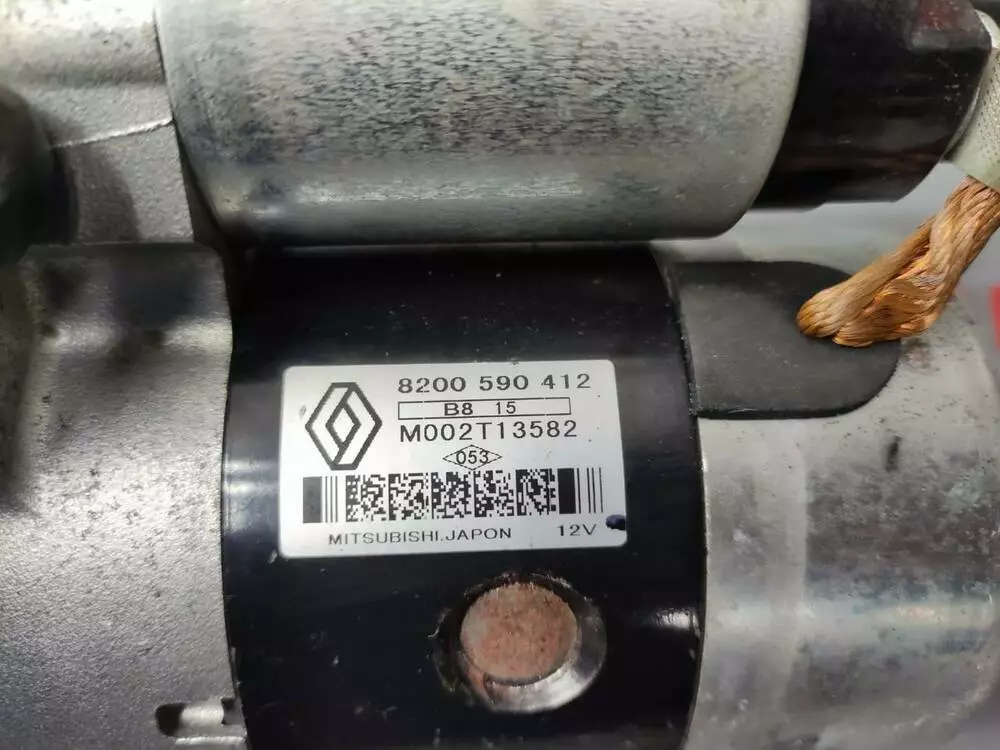 8200 590 412
B8 15
M002T13582
053
MITSUBISHI.JAPON 12V